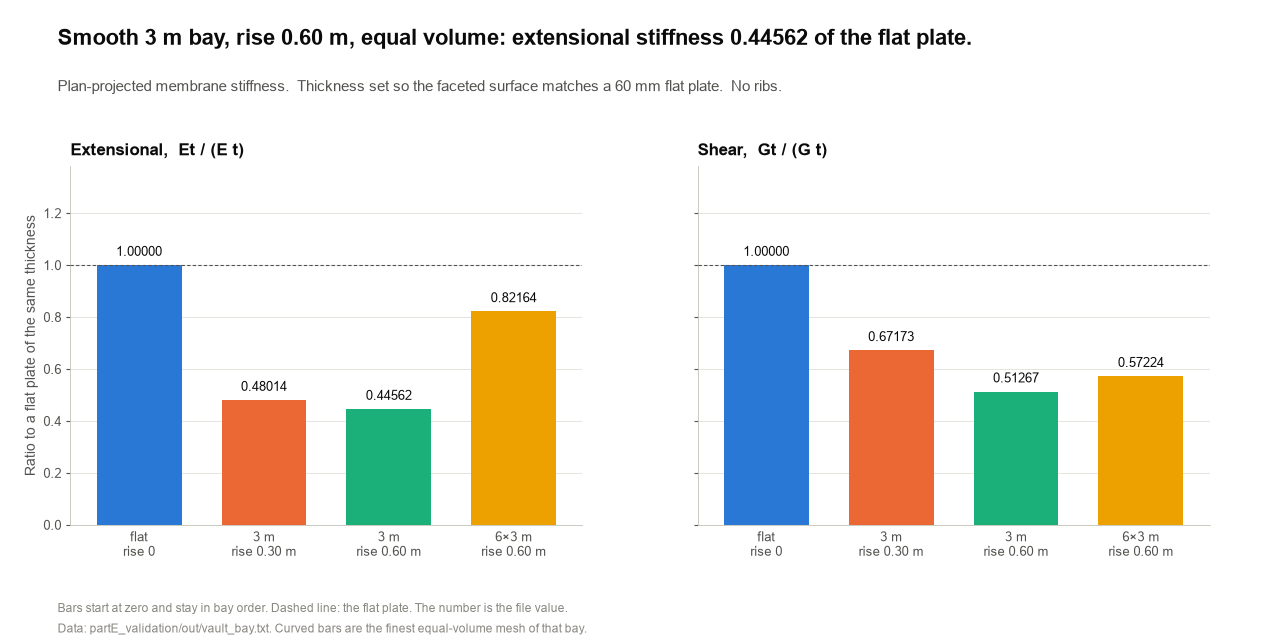 Smooth 3 m bay, rise 0.60 m, equal volume: extensional stiffness 0.44562 of the flat plate.
Plan-projected membrane stiffness.  Thickness set so the faceted surface matches a 60 mm flat plate.  No ribs.
Extensional,  Et / (E t)
Ratio to a flat plate of the same thickness
1.2
1.0
0.8
0.6
0.4
0.2
0.0
1.00000
0.48014
0.44562
0.82164
flat
rise 0
3 m
rise 0.30 m
3 m
rise 0.60 m
6×3 m
rise 0.60 m
Shear,  Gt / (G t)
1.00000
0.67173
0.51267
0.57224
flat
rise 0
3 m
rise 0.30 m
3 m
rise 0.60 m
6×3 m
rise 0.60 m
Bars start at zero and stay in bay order. Dashed line: the flat plate. The number is the file value.
Data: partE_validation/out/vault_bay.txt. Curved bars are the finest equal-volume mesh of that bay.